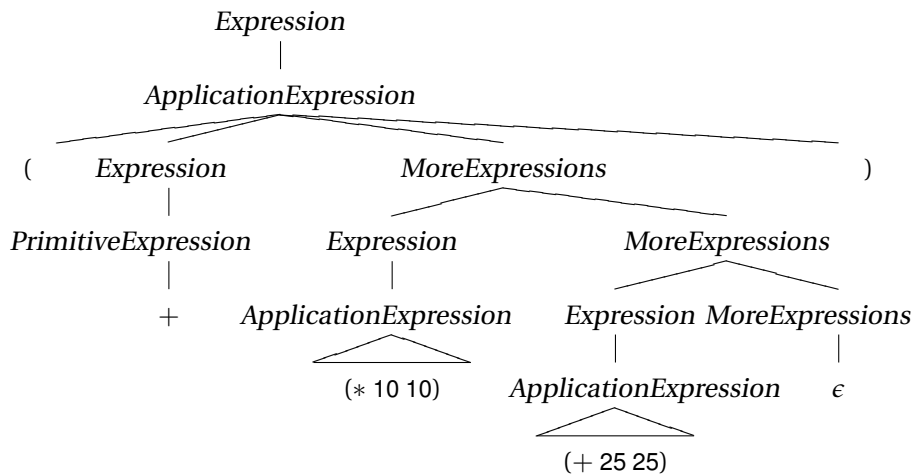 Expression
ApplicationExpression
( Expression MoreExpressions )
PrimitiveExpression Expression MoreExpressions
+ ApplicationExpression Expression MoreExpressions
(∗ 10 10) ApplicationExpression ϵ
(+ 25 25)